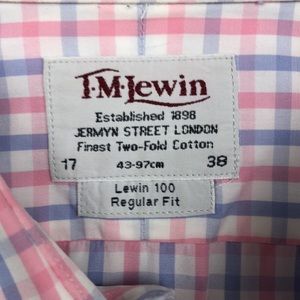 T·M·Lewin
Established 1898
JERMYN STREET LONDON
Finest Two-Fold Cotton
17 43-97cm 38
Lewin 100
Regular Fit